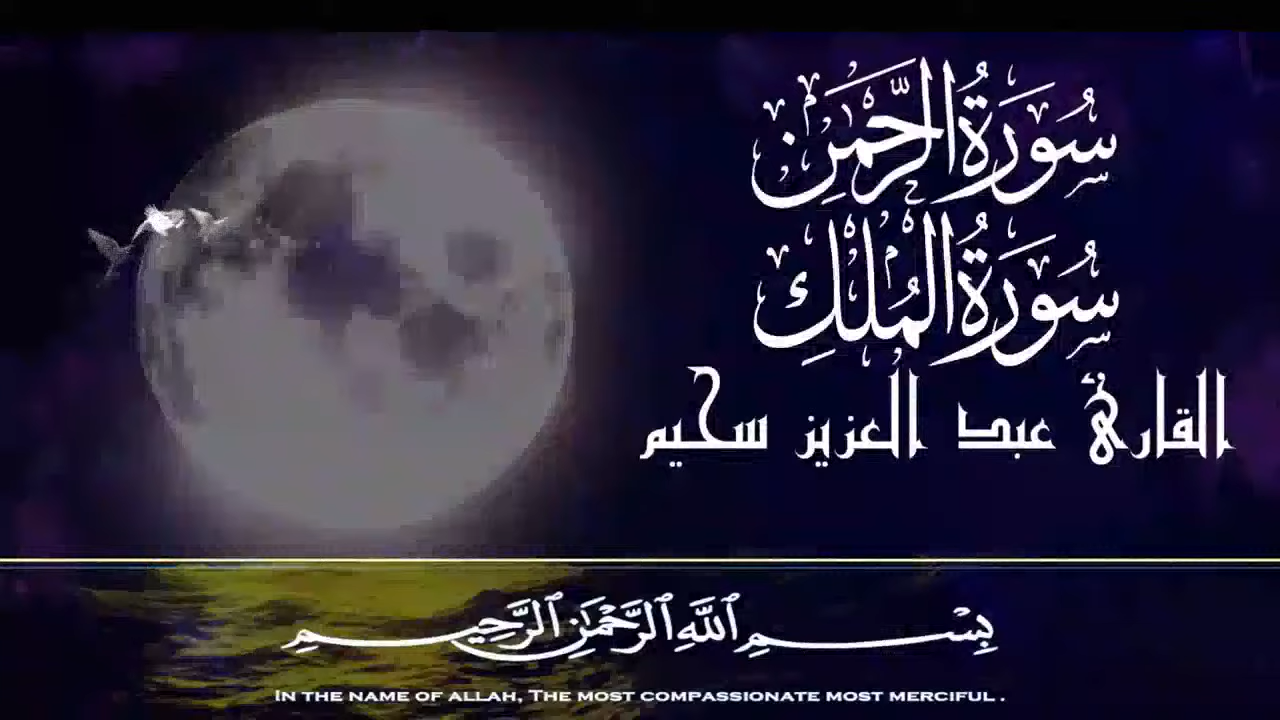 سُورَةُ الرَّحْمَنِ
سُورَةُ الْمُلْكِ
القارئ عبد العزيز سحيم
بِسْمِ ٱللَّهِ ٱلرَّحْمَٰنِ ٱلرَّحِيمِ
IN THE NAME OF ALLAH, THE MOST COMPASSIONATE MOST MERCIFUL .